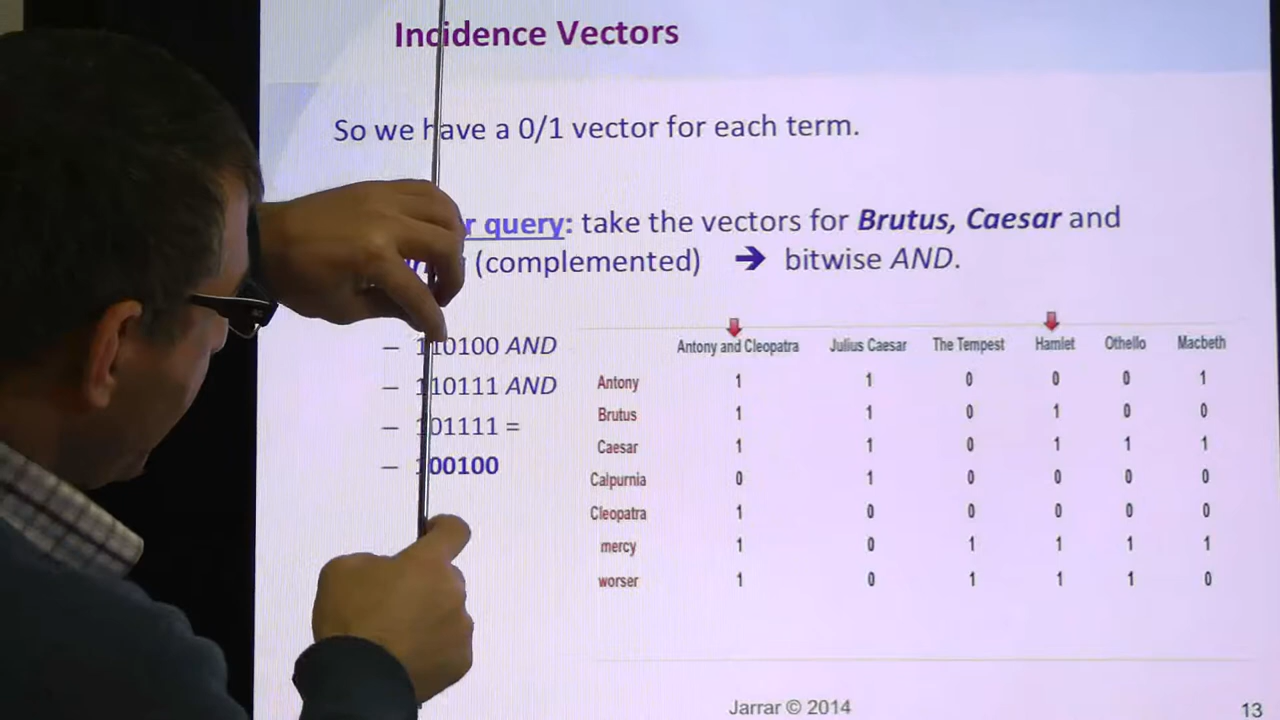 Incidence Vectors
So we have a 0/1 vector for each term.
query: take the vectors for Brutus, Caesar and
(complemented) ➔ bitwise AND.
– 110100 AND
– 110111 AND
– 101111 =
– 100100
Antony and Cleopatra Julius Caesar The Tempest Hamlet Othello Macbeth
Antony 1 1 0 0 0 1
Brutus 1 1 0 1 0 0
Caesar 1 1 0 1 1 1
Calpurnia 0 1 0 0 0 0
Cleopatra 1 0 0 0 0 0
mercy 1 0 1 1 1 1
worser 1 0 1 1 1 0
Jarrar © 2014
13